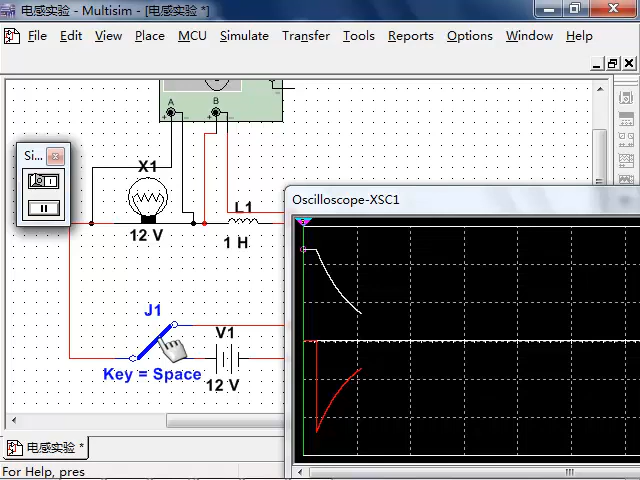 电感实验 - Multisim - [电感实验 *]
File Edit View Place MCU Simulate Transfer Tools Reports Options Window Help
A B
Si...
X1
12 V
L1
1 H
Oscilloscope-XSC1
J1
Key = Space
V1
12 V
电感实验 *
For Help, pres